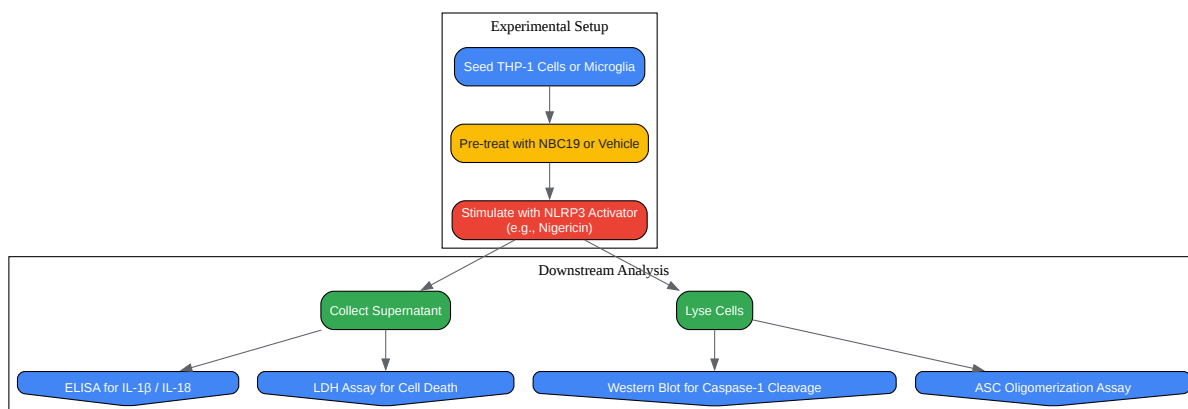 Experimental Setup
Seed THP-1 Cells or Microglia
Pre-treat with NBC19 or Vehicle
Stimulate with NLRP3 Activator
(e.g., Nigericin)
Downstream Analysis
Collect Supernatant
Lyse Cells
ELISA for IL-1β / IL-18
LDH Assay for Cell Death
Western Blot for Caspase-1 Cleavage
ASC Oligomerization Assay